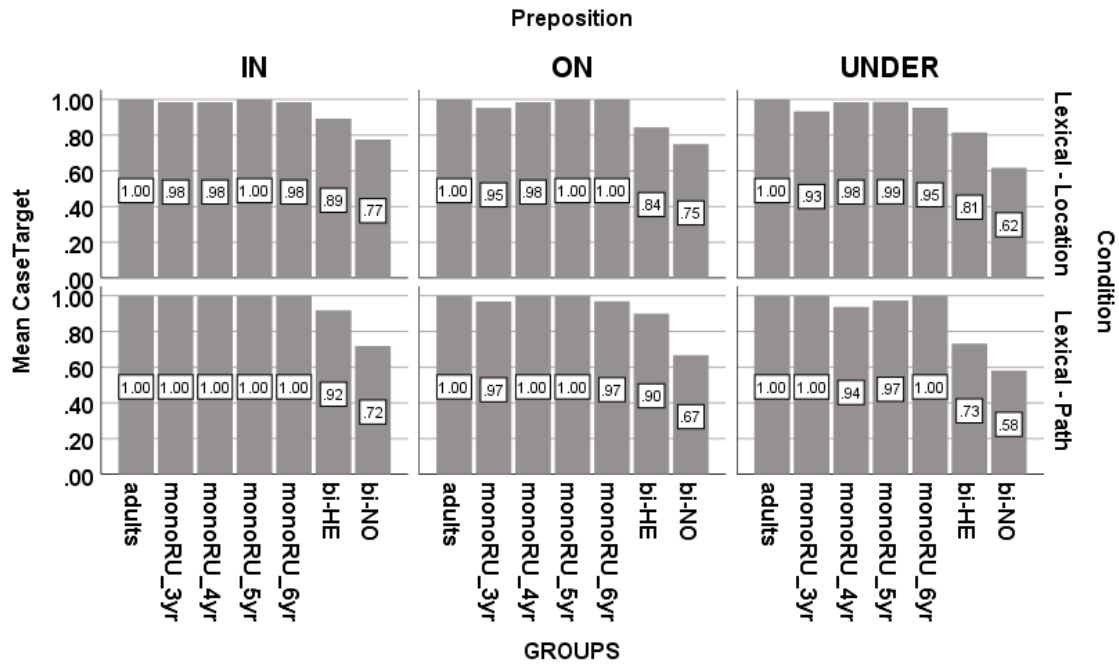 Preposition
IN ON UNDER
1.00
.80
.60
.40
.20
.00
1.00 .98 .98 1.00 .98 .89 .77
1.00 .95 .98 1.00 1.00 .84 .75
1.00 .93 .98 .99 .95 .81 .62
Lexical - Location
1.00
.80
.60
.40
.20
.00
1.00 1.00 1.00 1.00 1.00 .92 .72
1.00 .97 1.00 1.00 .97 .90 .67
1.00 1.00 .94 .97 1.00 .73 .58
Lexical - Path
Mean CaseTarget
Condition
adults
monoRU_3yr
monoRU_4yr
monoRU_5yr
monoRU_6yr
bi-HE
bi-NO
adults
monoRU_3yr
monoRU_4yr
monoRU_5yr
monoRU_6yr
bi-HE
bi-NO
adults
monoRU_3yr
monoRU_4yr
monoRU_5yr
monoRU_6yr
bi-HE
bi-NO
GROUPS